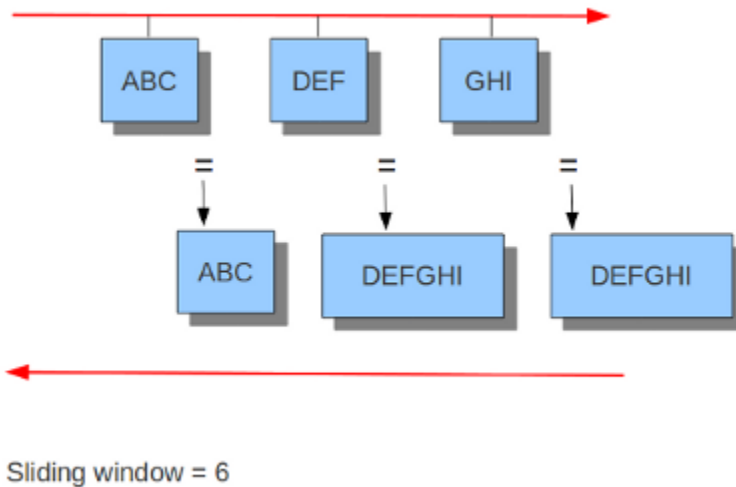 ABC DEF GHI
= = =
ABC DEFGHI DEFGHI
Sliding window = 6